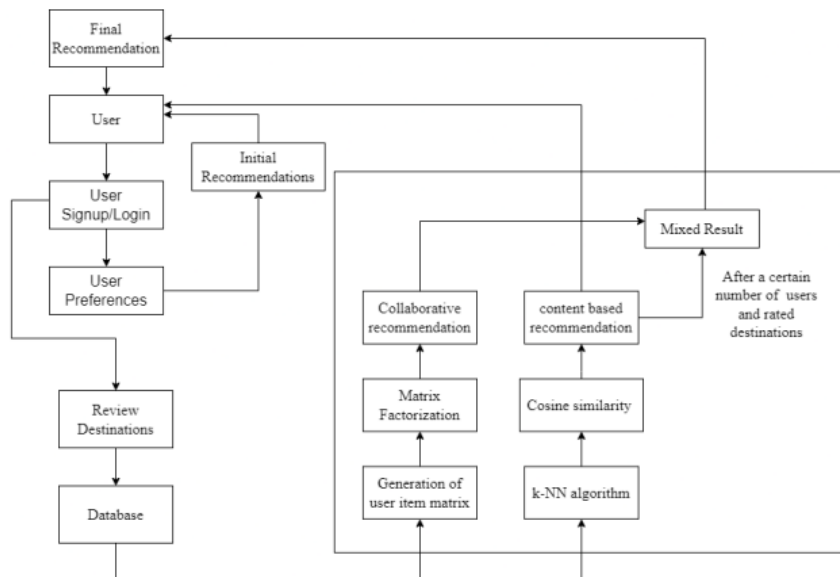 Final
Recommendation
User
Initial
Recommendations
User
Signup/Login
Mixed Result
User
Preferences
After a certain
number of users
and rated
destinations
Collaborative
recommendation
content based
recommendation
Matrix
Factorization
Cosine similarity
Review
Destinations
Generation of
user item matrix
k-NN algorithm
Database